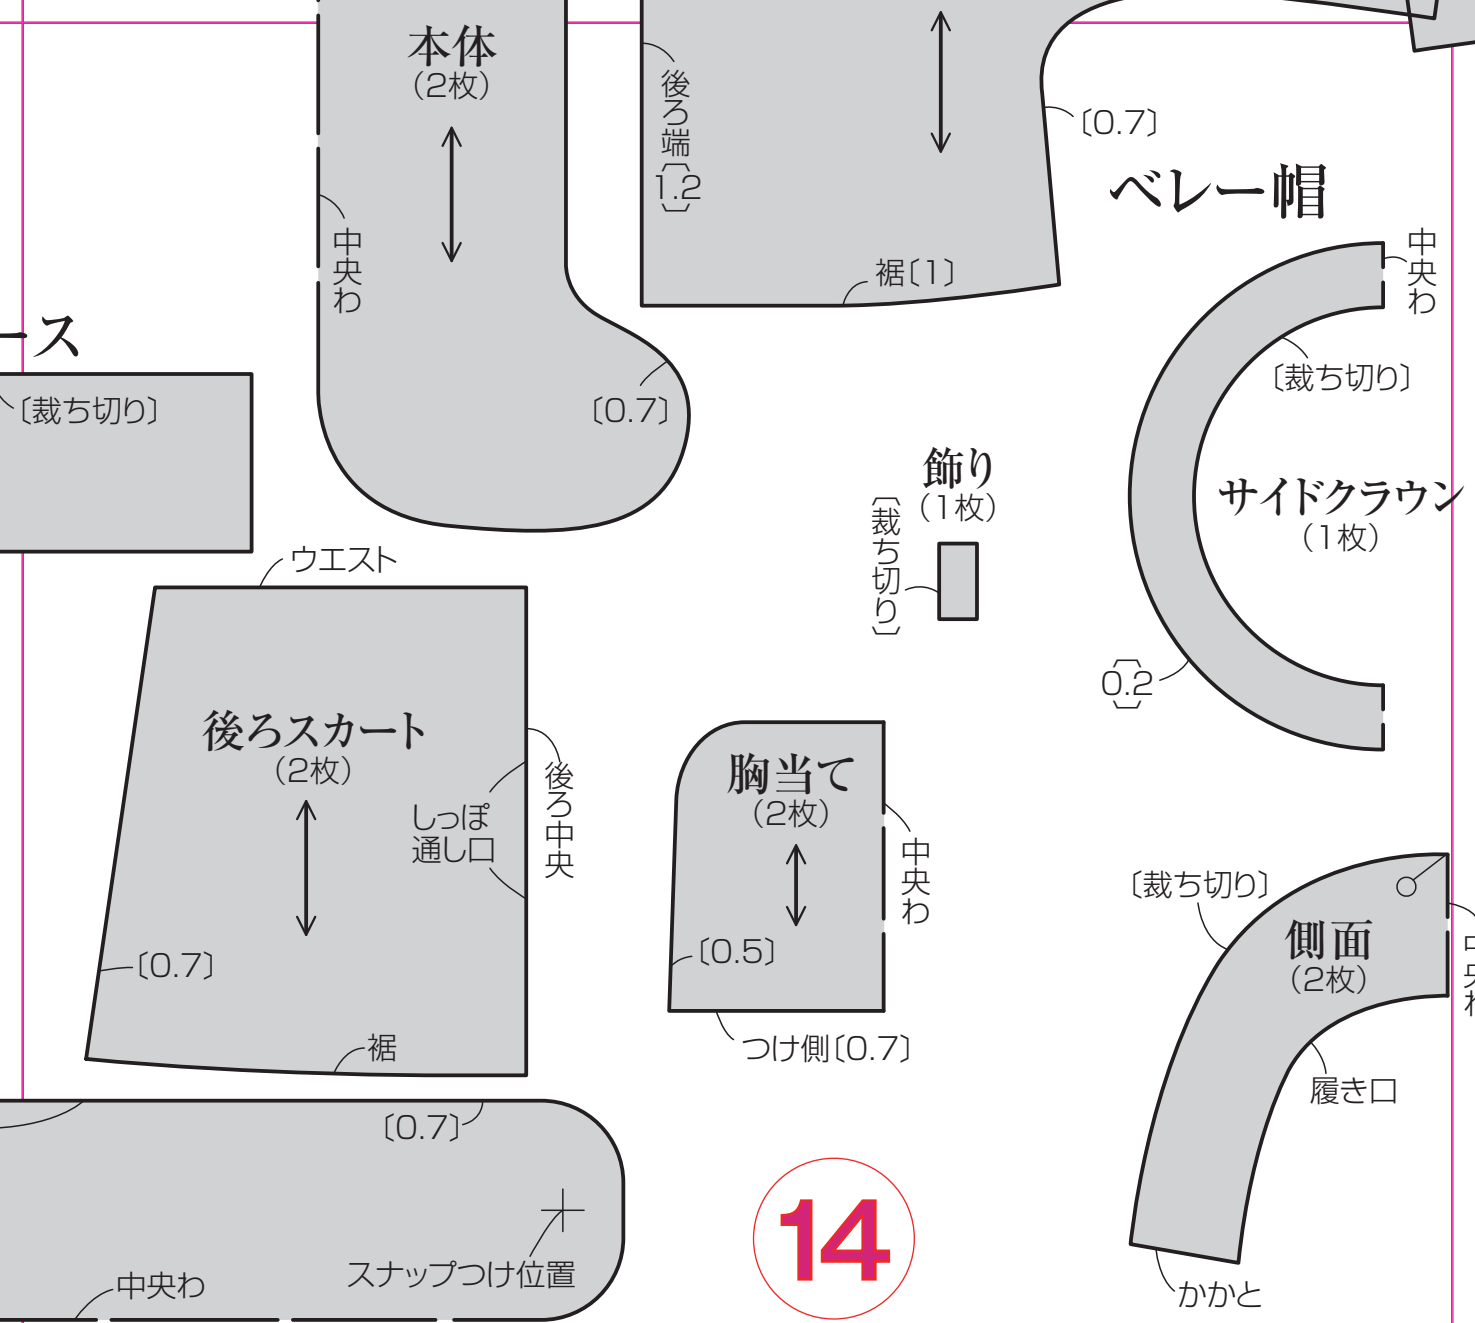 本体
（2枚）
中央わ
後ろ端〔1.2〕
〔0.7〕
裾〔1〕
ベレー帽
中央わ
〔裁ち切り〕
サイドクラウン
（1枚）
〔0.2〕
ース
〔裁ち切り〕
〔0.7〕
飾り
（1枚）
〔裁ち切り〕
ウエスト
後ろスカート
（2枚）
しっぽ
通し口
後ろ中央
〔0.7〕
裾
胸当て
（2枚）
中央わ
〔0.5〕
つけ側〔0.7〕
〔裁ち切り〕
側面
（2枚）
中央わ
履き口
かかと
〔0.7〕
スナップつけ位置
中央わ
14